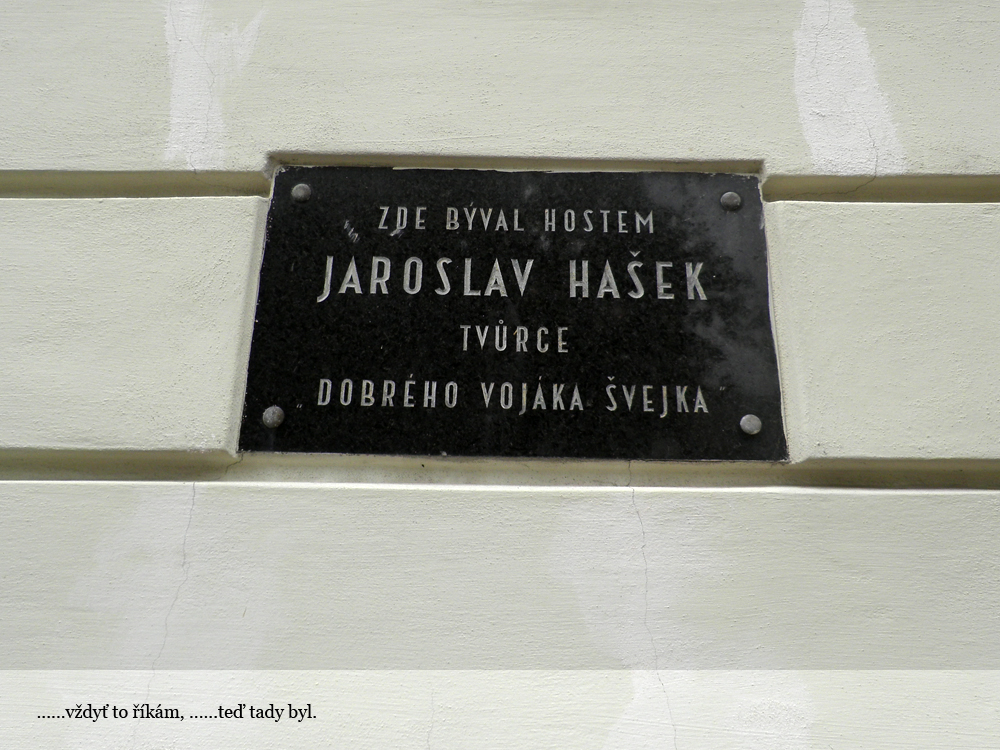 ZDE BÝVAL HOSTEM
JAROSLAV HAŠEK
TVŮRCE
„DOBRÉHO VOJÁKA ŠVEJKA"
......vždyť to říkám, ......teď tady byl.